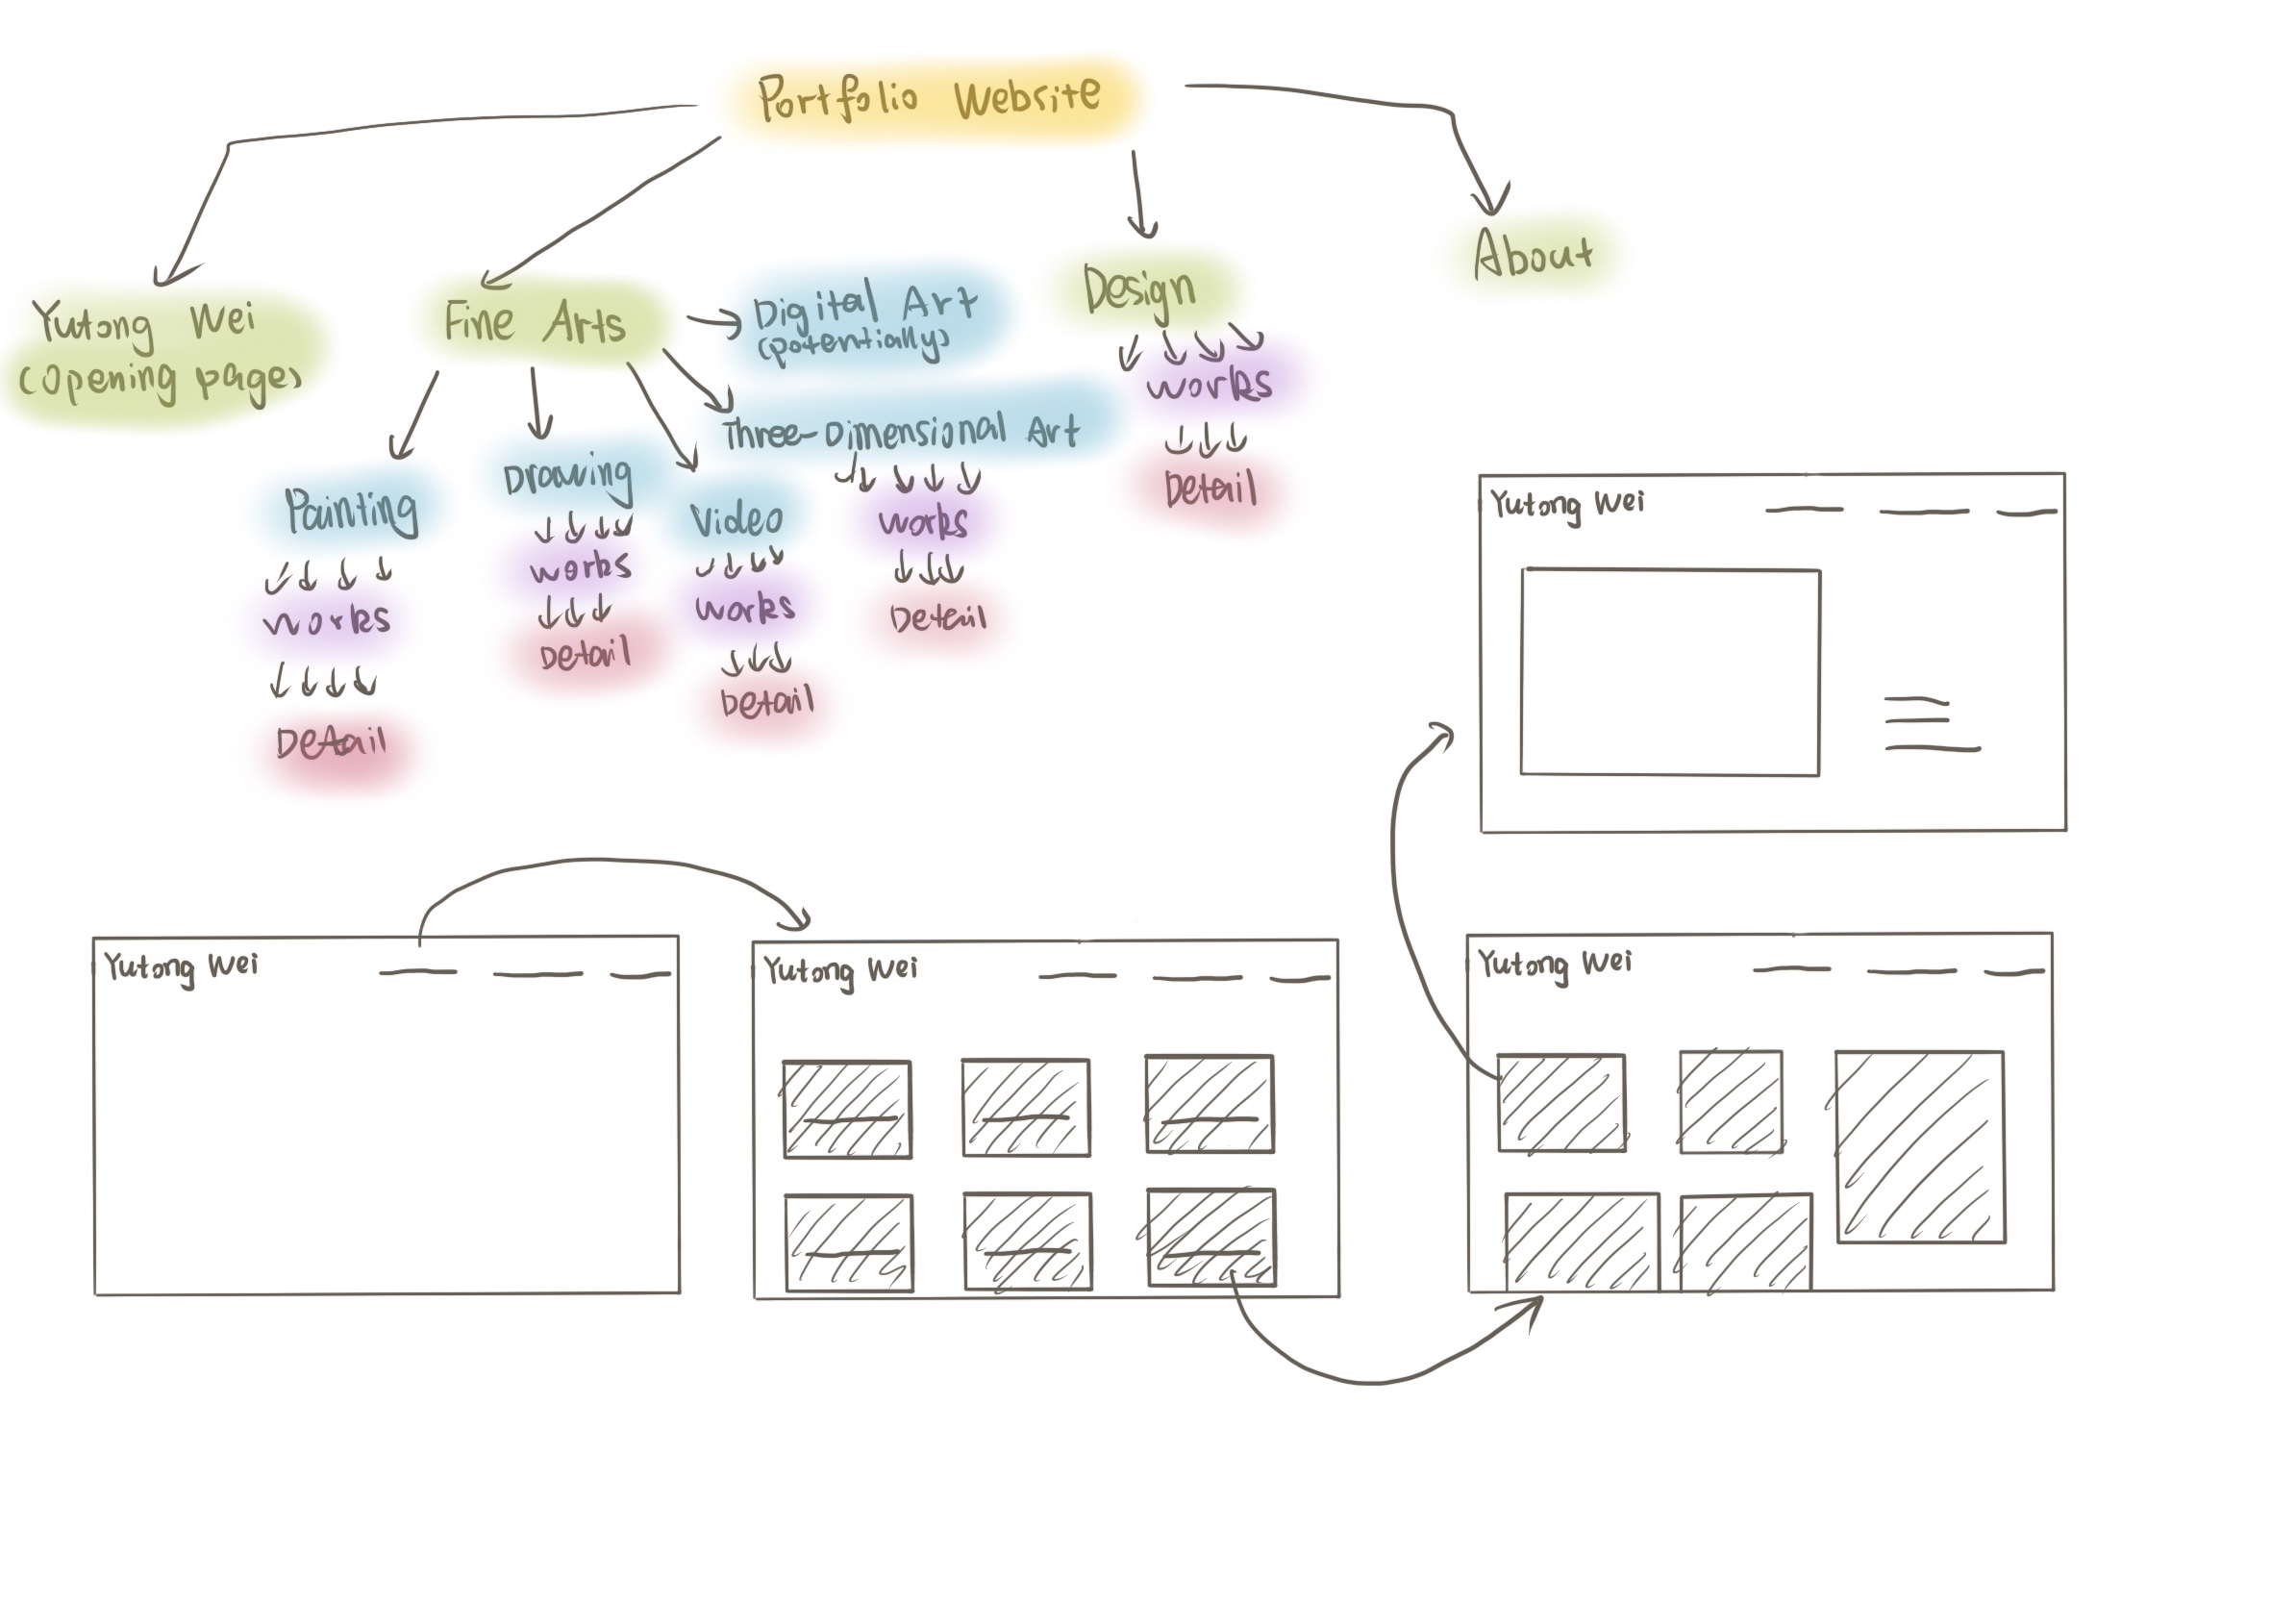 Portfolio Website
Yutong Wei
(opening page)
Fine Arts
Digital Art
(potentially)
Design
About
Three-Dimensional Art
works
Detail
Painting
works
Detail
Drawing
works
Detail
Video
works
Detail
works
Detail
Yutong Wei
Yutong Wei
Yutong Wei
Yutong Wei